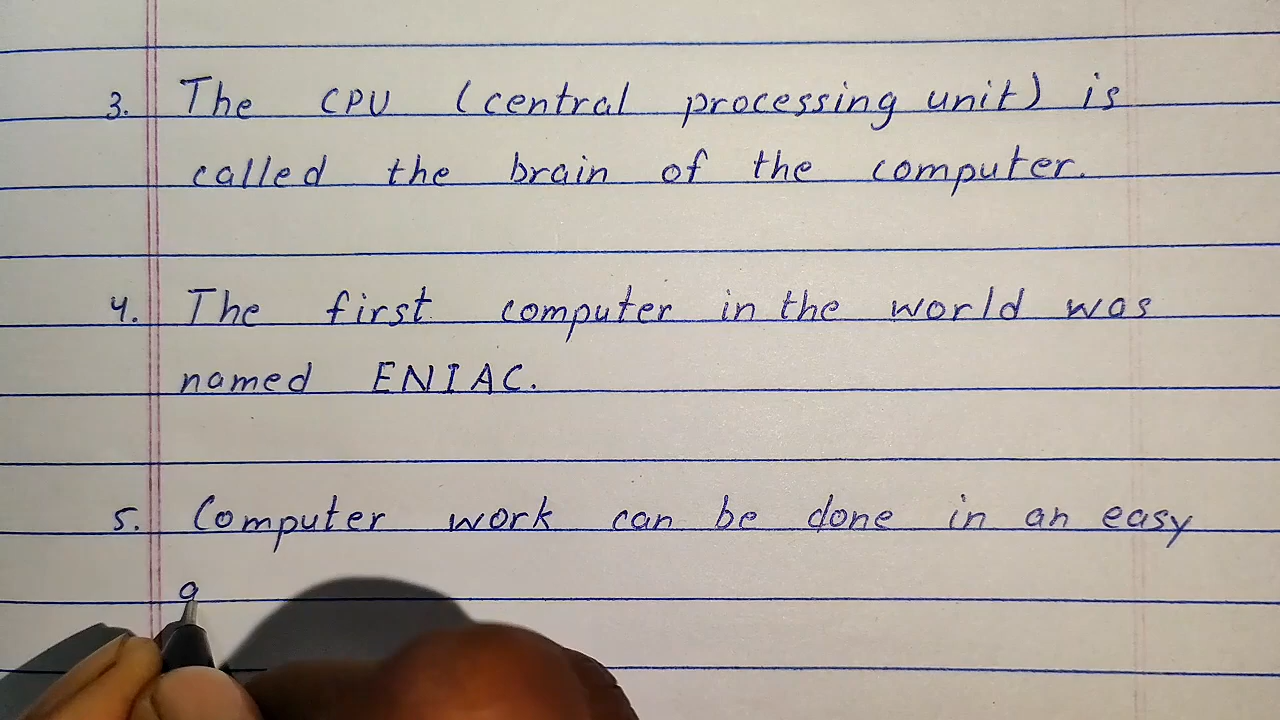 3. The CPU (central processing unit) is
called the brain of the computer.
4. The first computer in the world was
named ENIAC.
5. Computer work can be done in an easy
a